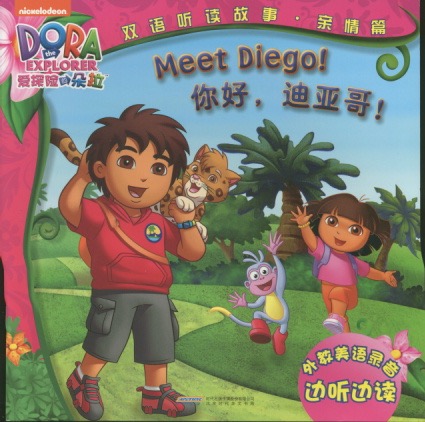 nickelodeon
双语听读故事·亲情篇
DORA
the
EXPLORER
爱探险的朵拉
Meet Diego!
你好，迪亚哥！
外教美语录音
边听边读